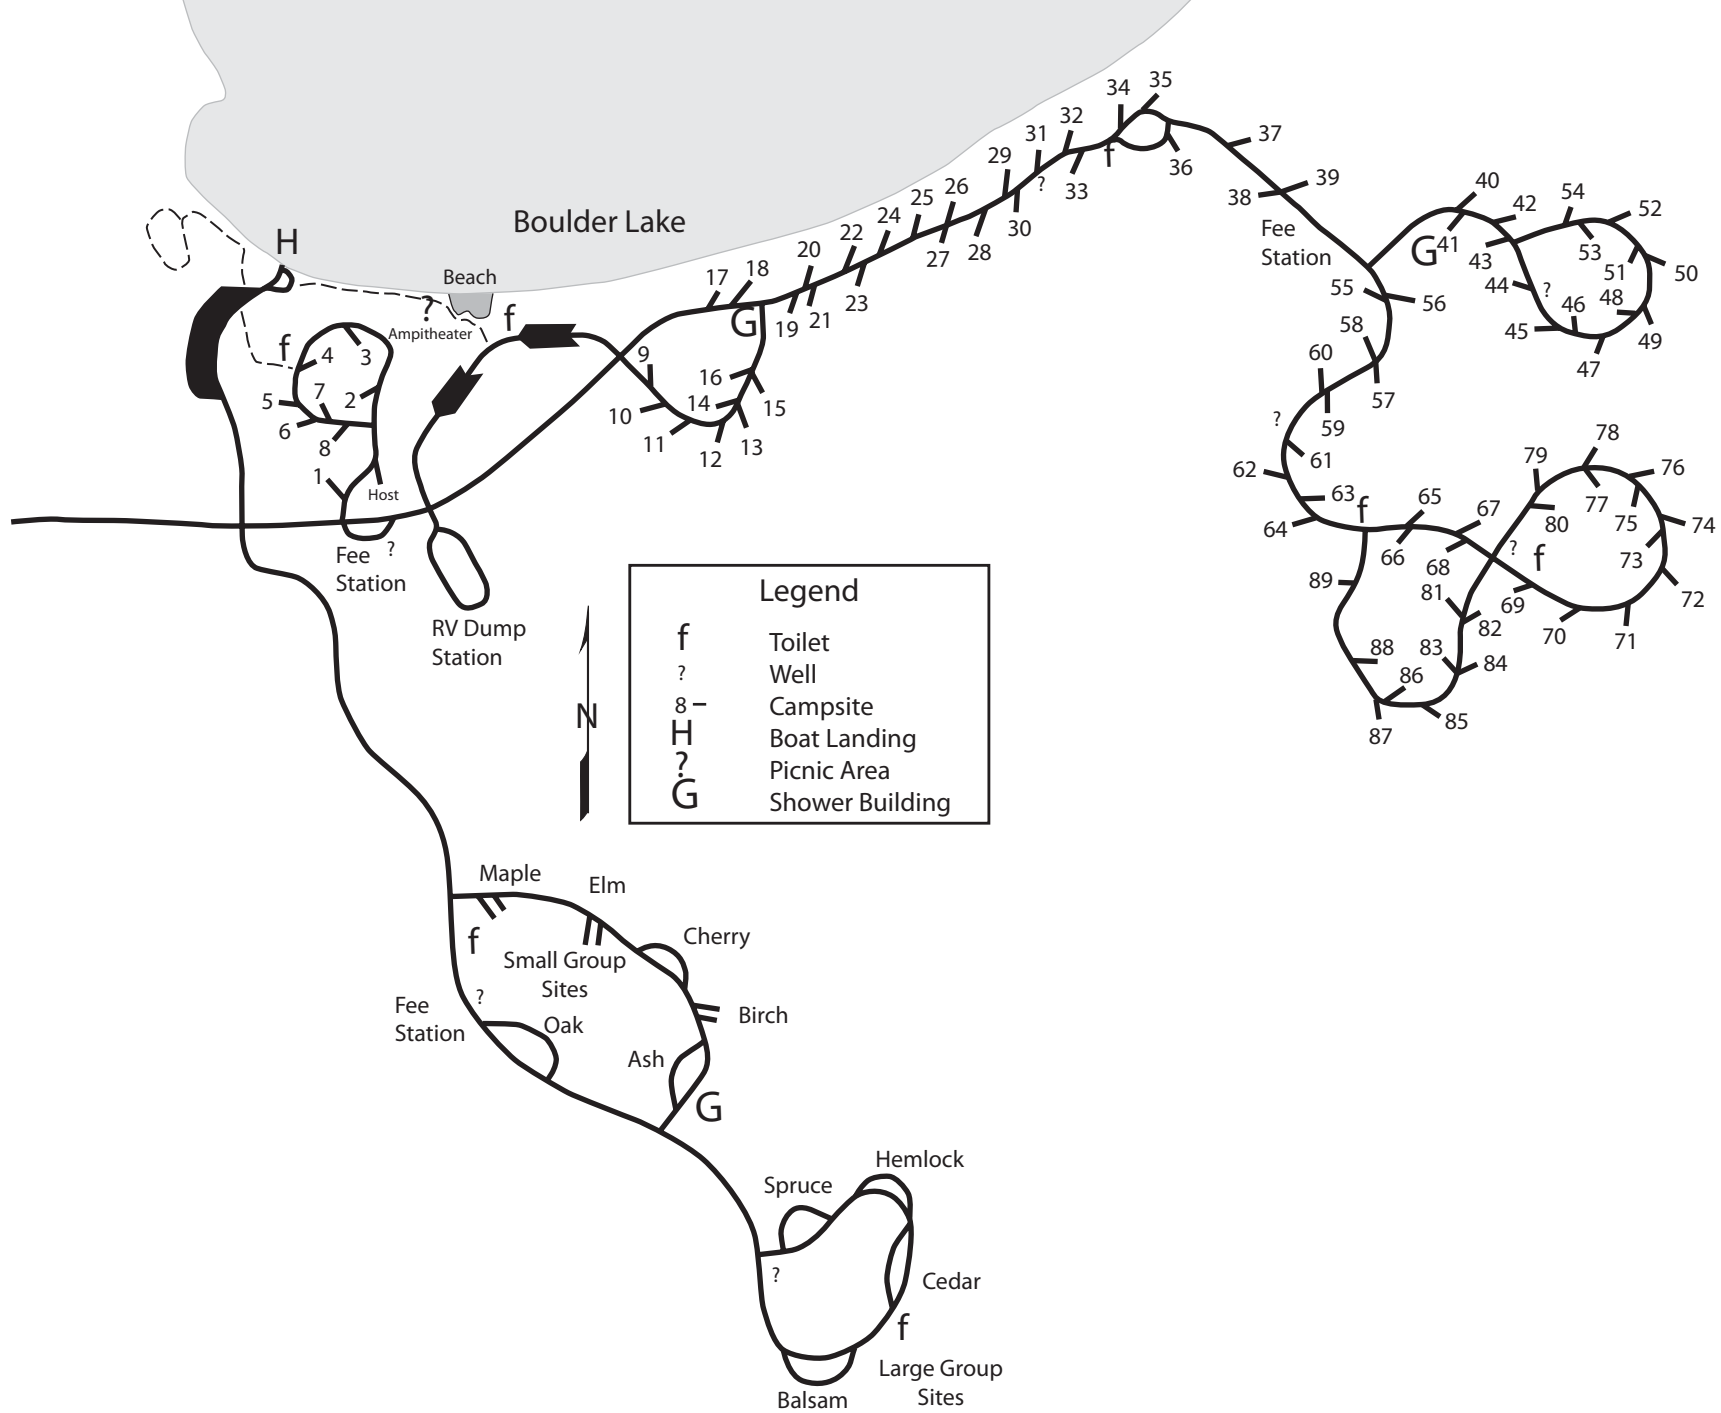 35
34
32
31
37
29
36
39
33
26
38
40
25
54
42
52
H
Boulder Lake
24
30
Fee
Station
G
41
53
22
27
28
43
51
50
20
18
17
Beach
23
55
44
?
46
48
56
?
Ampitheater
f
G
19
21
58
45
49
f
4
3
9
60
47
16
7
2
14
15
57
5
10
?
59
6
8
11
13
12
61
79
78
62
76
1
Host
63
f
65
67
77
75
74
64
80
66
68
?
f
73
Fee
Station
?
89
81
69
72
RV Dump
Station
82
70
71
88
83
84
86
85
87
N
Legend
f Toilet
? Well
8 Campsite
H Boat Landing
? Picnic Area
G Shower Building
Maple
Elm
f
Cherry
Small Group
Sites
?
Fee
Station
Oak
Birch
Ash
G
Hemlock
Spruce
?
Cedar
f
Large Group
Sites
Balsam
f
?